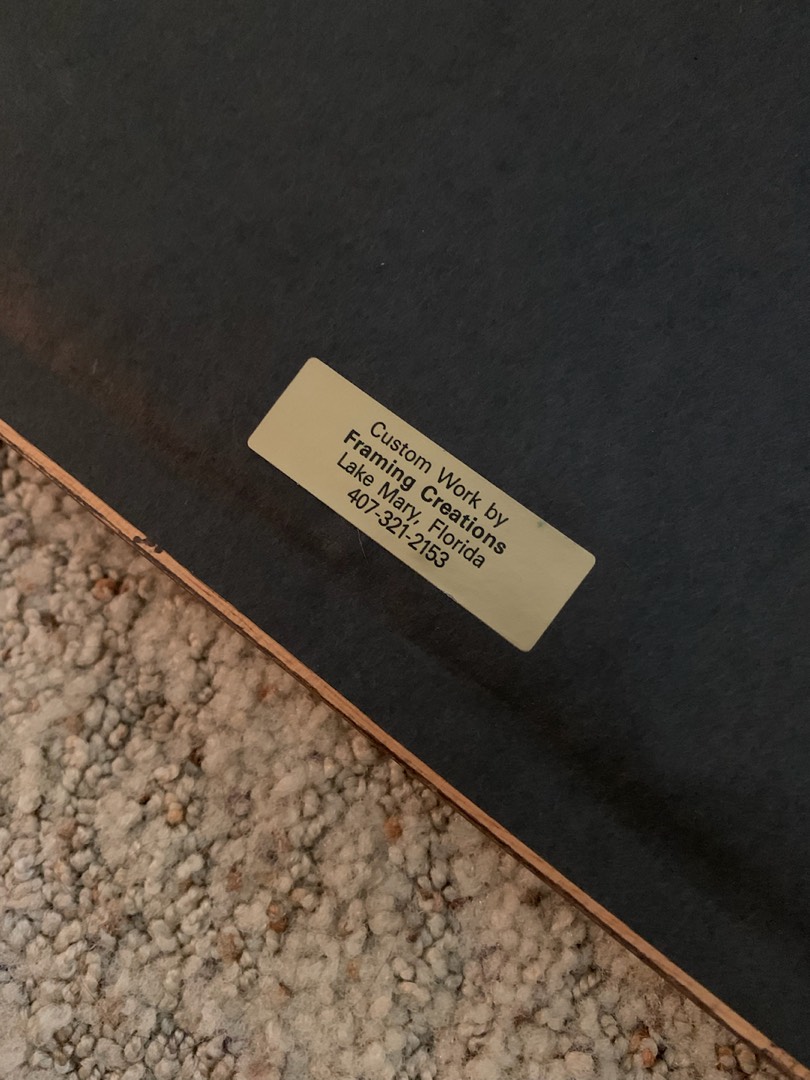 Custom Work by
Framing Creations
Lake Mary, Florida
407-321-2153